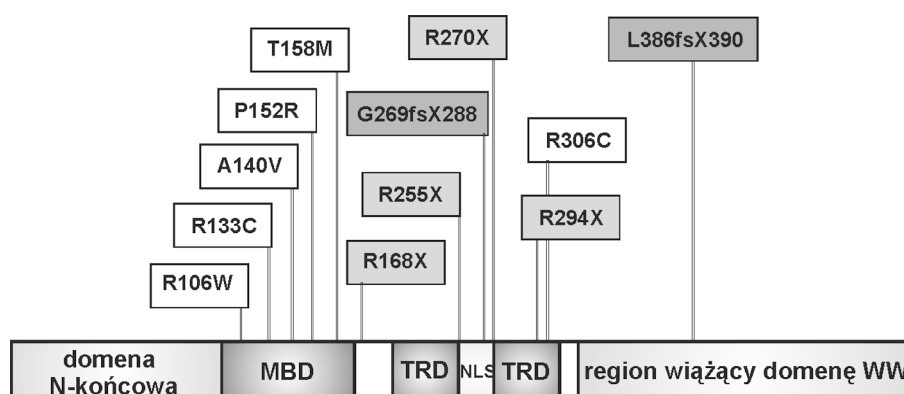 R270X
L386fsX390
T158M
P152R
G269fsX288
R306C
A140V
R255X
R133C
R294X
R168X
R106W
domena
N-końcowa
MBD
TRD
NLS
TRD
region wiążący domenę WW